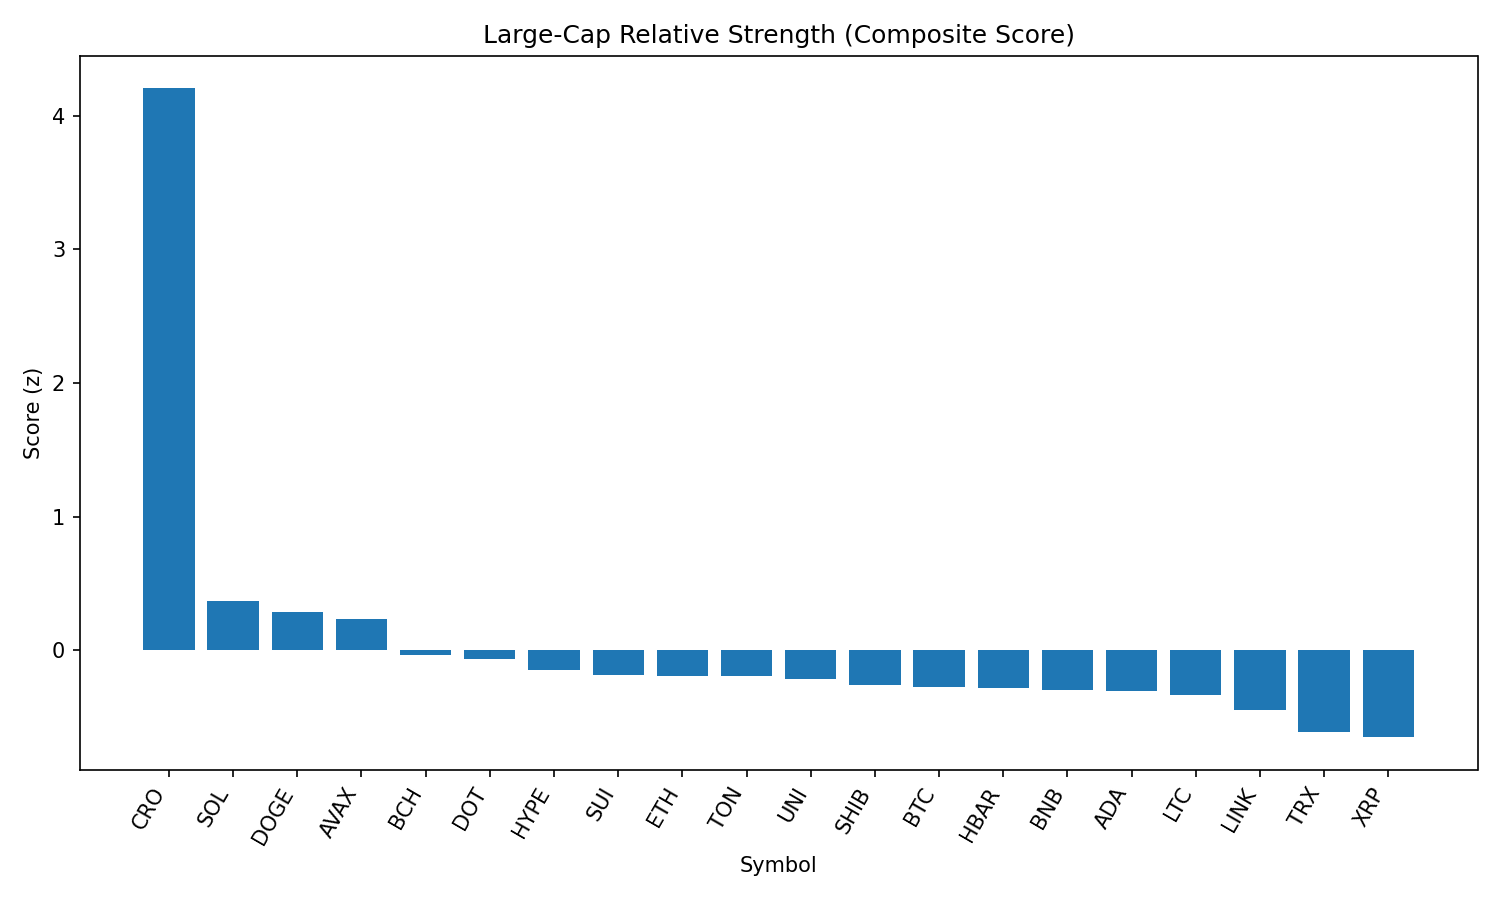 Large-Cap Relative Strength (Composite Score)
Score (z)
4
3
2
1
0
CRO
SOL
DOGE
AVAX
BCH
DOT
HYPE
SUI
ETH
TON
UNI
SHIB
BTC
HBAR
BNB
ADA
LTC
LINK
TRX
XRP
Symbol